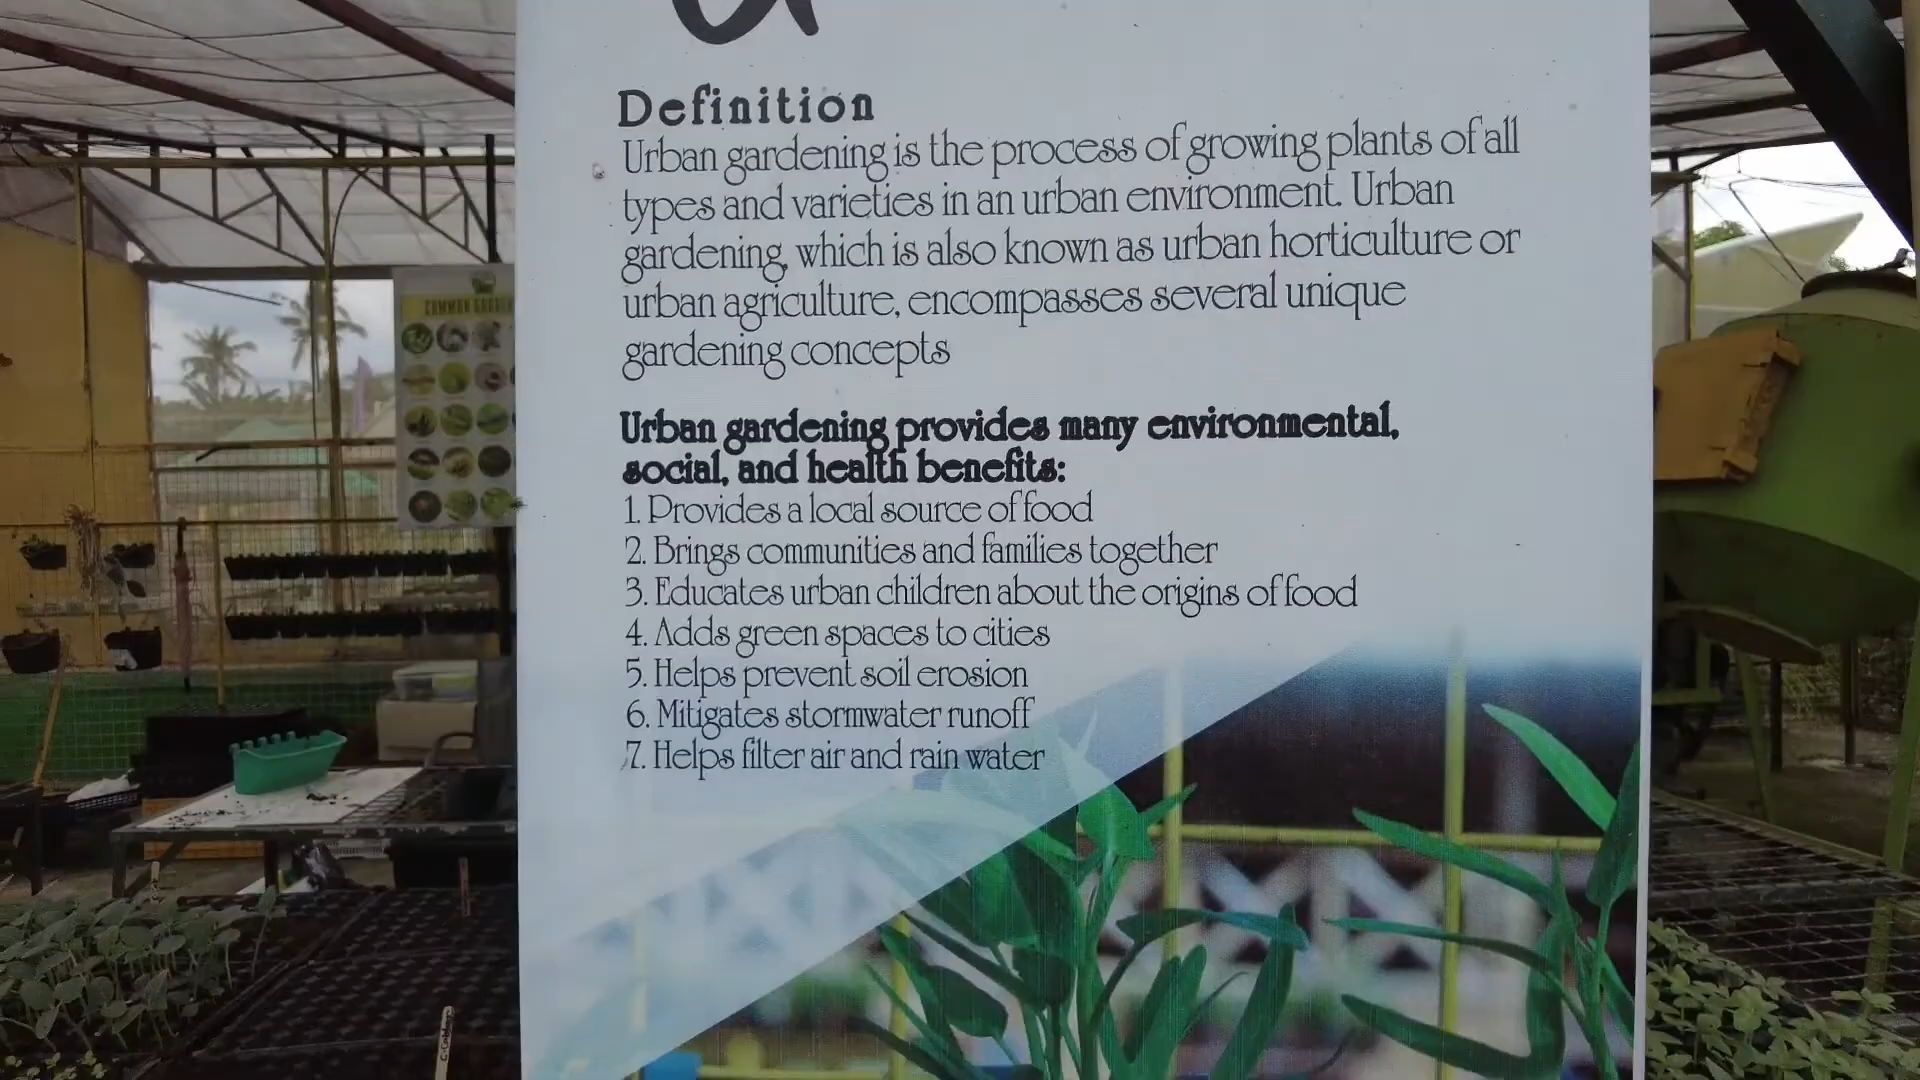 Definition
Urban gardening is the process of growing plants of all
types and varieties in an urban environment. Urban
gardening, which is also known as urban horticulture or
urban agriculture, encompasses several unique
gardening concepts
Urban gardening provides many environmental,
social, and health benefits:
1. Provides a local source of food
2. Brings communities and families together
3. Educates urban children about the origins of food
4. Adds green spaces to cities
5. Helps prevent soil erosion
6. Mitigates stormwater runoff
7. Helps filter air and rain water
COMMON